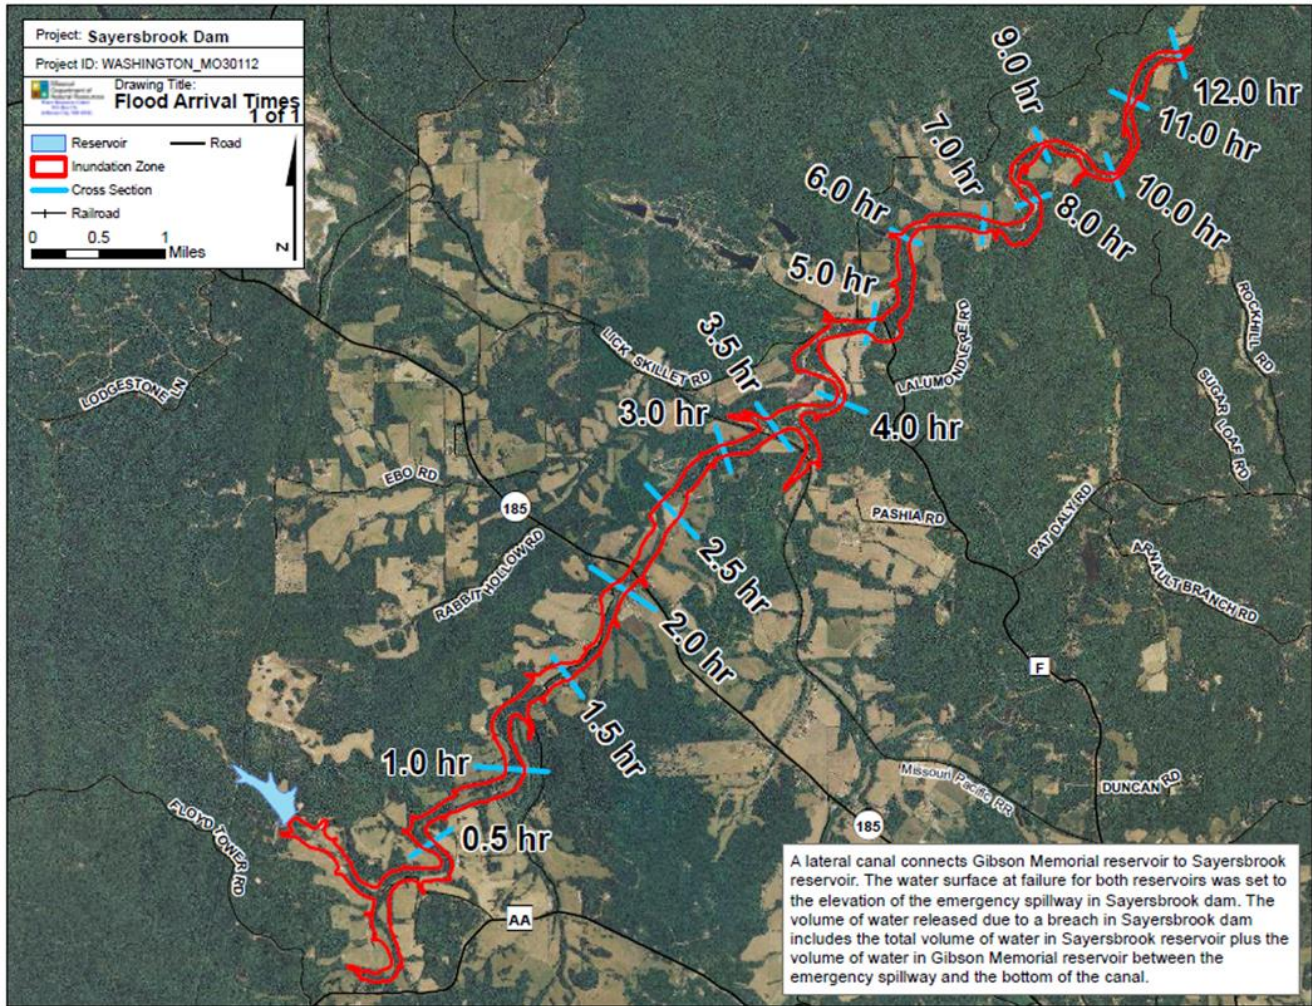 Project: Sayersbrook Dam
Project ID: WASHINGTON_MO30112
Missouri
Department of
Natural Resources
Drawing Title:
Flood Arrival Times
1 of 1
Reservoir
Road
Inundation Zone
Cross Section
Railroad
0 0.5 1
Miles
N
9.0 hr
12.0 hr
11.0 hr
7.0 hr
10.0 hr
8.0 hr
6.0 hr
5.0 hr
3.5 hr
LICK SKILLET RD
LALUMONDIERE RD
ROCKHILL RD
SUGAR LOAF RD
LODGESTONE LN
3.0 hr
4.0 hr
EBO RD
185
PASHIA RD
PAT DALY RD
ARNAULT BRANCH RD
RABBIT HOLLOW RD
2.5 hr
2.0 hr
F
1.5 hr
1.0 hr
Missouri Pacific RR
DUNCAN RD
FLOYD TOWER RD
0.5 hr
185
AA
A lateral canal connects Gibson Memorial reservoir to Sayersbrook
reservoir. The water surface at failure for both reservoirs was set to
the elevation of the emergency spillway in Sayersbrook dam. The
volume of water released due to a breach in Sayersbrook dam
includes the total volume of water in Sayersbrook reservoir plus the
volume of water in Gibson Memorial reservoir between the
emergency spillway and the bottom of the canal.